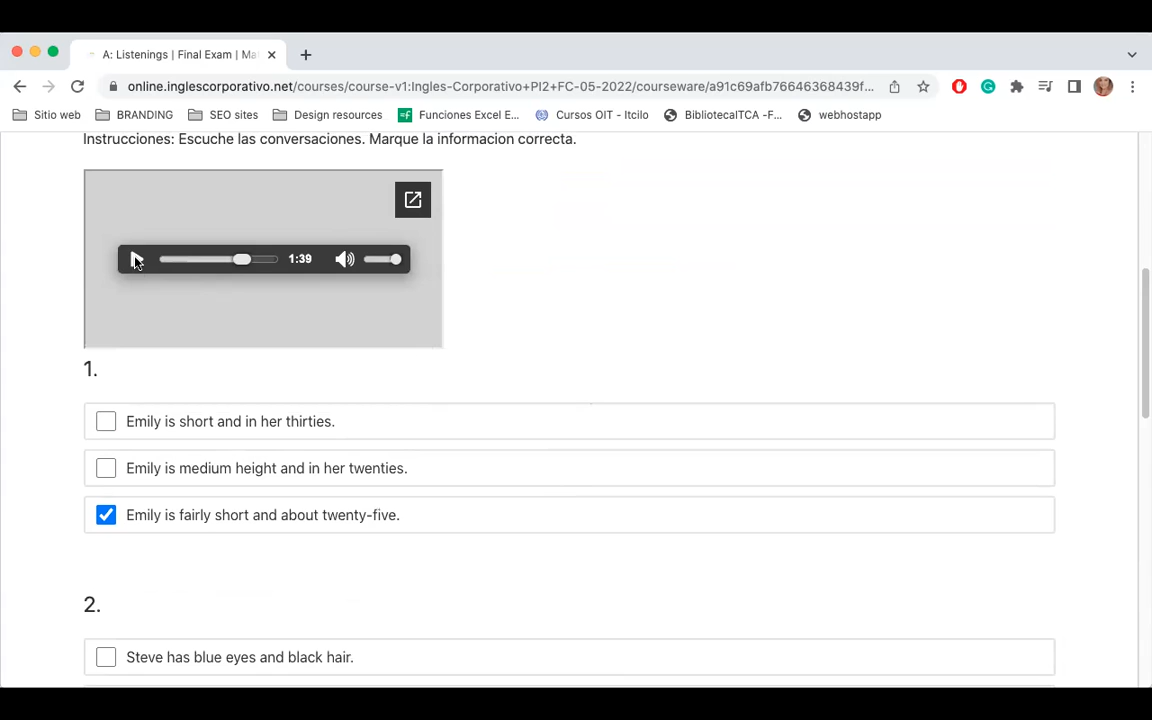 A: Listenings | Final Exam | Ma
online.inglescorporativo.net/courses/course-v1:Ingles-Corporativo+PI2+FC-05-2022/courseware/a91c69afb76646368439f...
Sitio web BRANDING SEO sites Design resources Funciones Excel E... Cursos OIT - Itcilo BibliotecaITCA -F... webhostapp
Instrucciones: Escuche las conversaciones. Marque la informacion correcta.
1:39
1.
Emily is short and in her thirties.
Emily is medium height and in her twenties.
Emily is fairly short and about twenty-five.
2.
Steve has blue eyes and black hair.